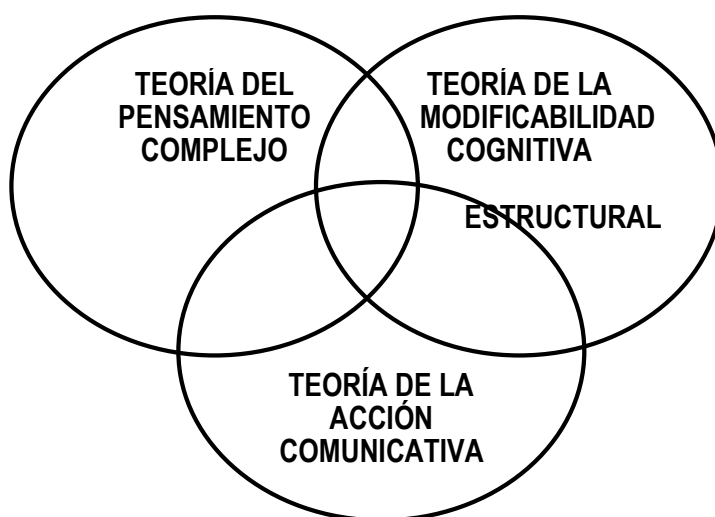 TEORÍA DEL
PENSAMIENTO
COMPLEJO
TEORÍA DE LA
MODIFICABILIDAD
COGNITIVA
ESTRUCTURAL
TEORÍA DE LA
ACCIÓN
COMUNICATIVA